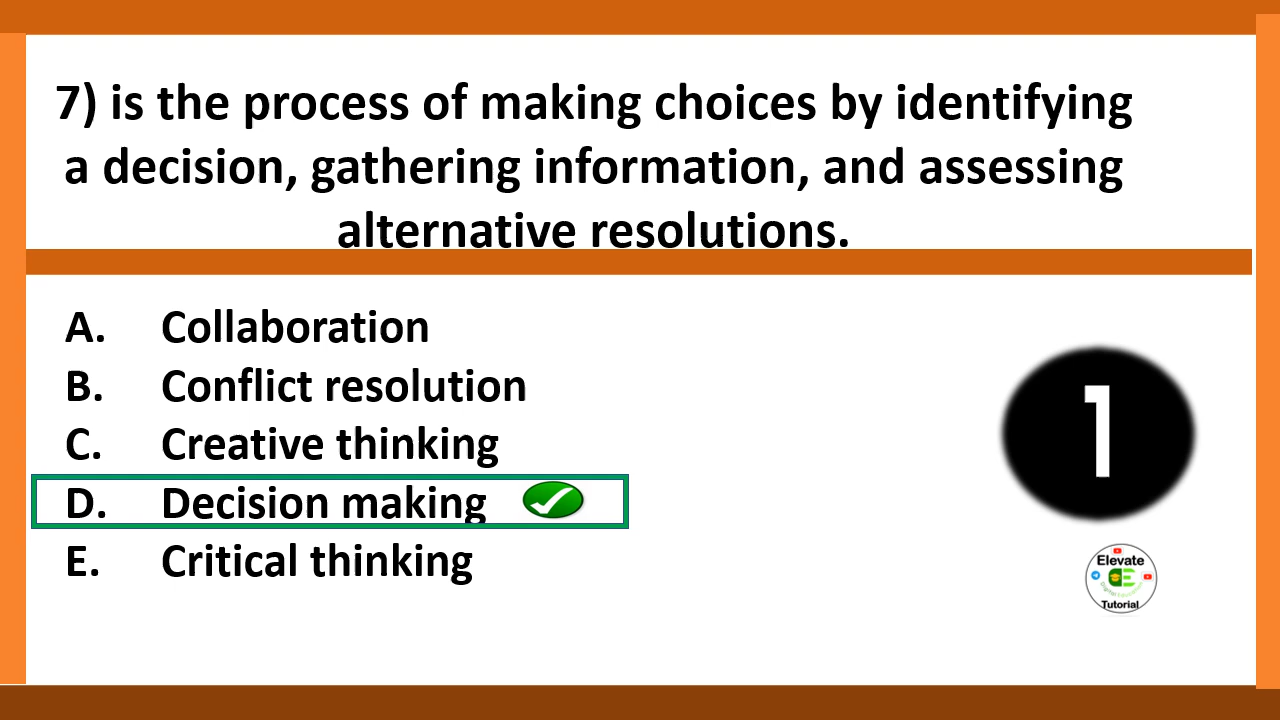 7) is the process of making choices by identifying
a decision, gathering information, and assessing
alternative resolutions.
A. Collaboration
B. Conflict resolution
C. Creative thinking
D. Decision making
E. Critical thinking
1
Elevate
Tutorial